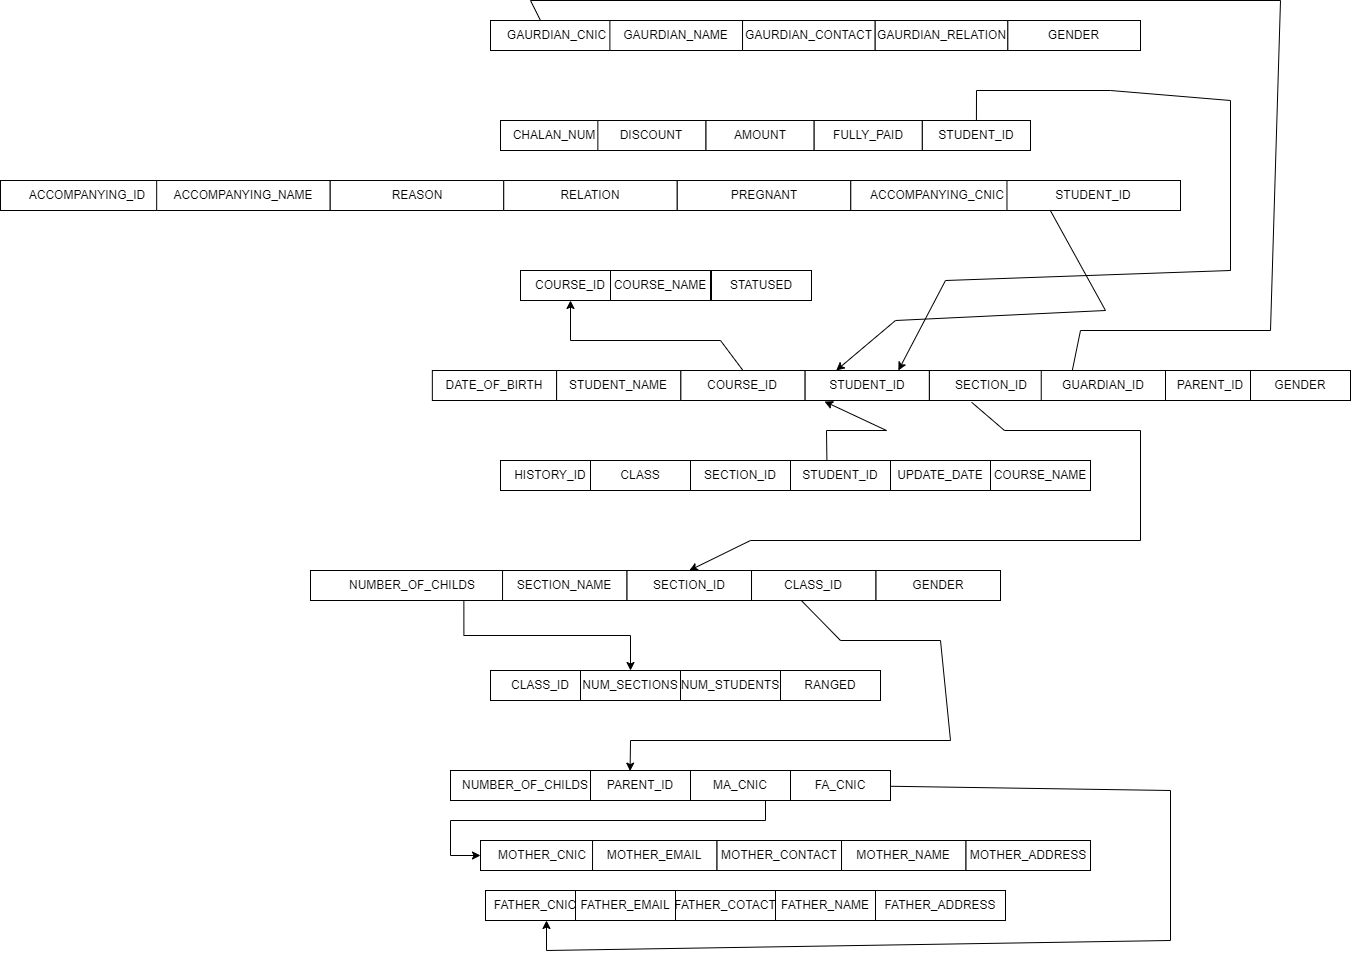 GAURDIAN_CNIC GAURDIAN_NAME GAURDIAN_CONTACT GAURDIAN_RELATION GENDER
CHALAN_NUM DISCOUNT AMOUNT FULLY_PAID STUDENT_ID
ACCOMPANYING_ID ACCOMPANYING_NAME REASON RELATION PREGNANT ACCOMPANYING_CNIC STUDENT_ID
COURSE_ID COURSE_NAME STATUSED
DATE_OF_BIRTH STUDENT_NAME COURSE_ID STUDENT_ID SECTION_ID GUARDIAN_ID PARENT_ID GENDER
HISTORY_ID CLASS SECTION_ID STUDENT_ID UPDATE_DATE COURSE_NAME
NUMBER_OF_CHILDS SECTION_NAME SECTION_ID CLASS_ID GENDER
CLASS_ID NUM_SECTIONS NUM_STUDENTS RANGED
NUMBER_OF_CHILDS PARENT_ID MA_CNIC FA_CNIC
MOTHER_CNIC MOTHER_EMAIL MOTHER_CONTACT MOTHER_NAME MOTHER_ADDRESS
FATHER_CNIC FATHER_EMAIL FATHER_COTACT FATHER_NAME FATHER_ADDRESS